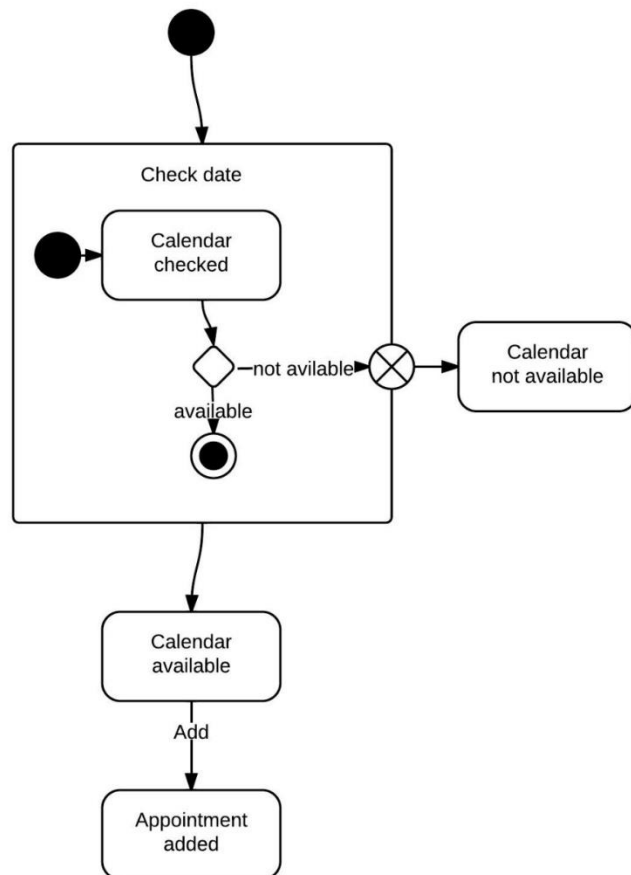 Check date
Calendar
checked
not avilable
Calendar
not available
available
Calendar
available
Add
Appointment
added